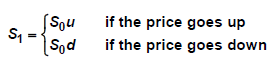 S₁ = { S₀u if the price goes up
S₀d if the price goes down